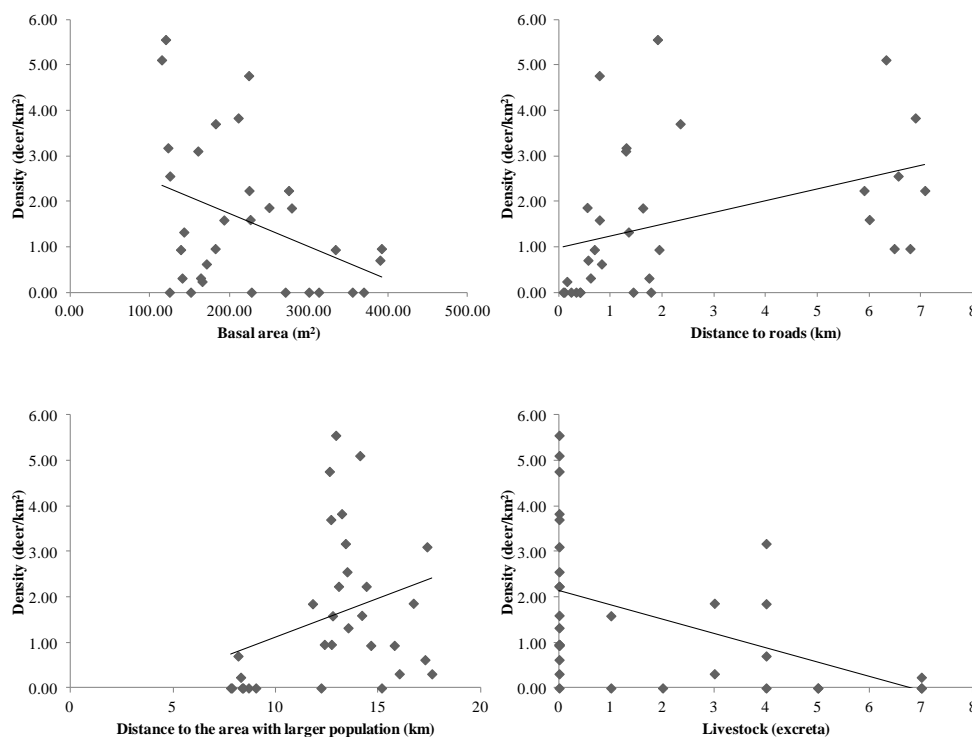 6.00
5.00
4.00
3.00
2.00
1.00
0.00
Density (deer/km²)
0.00 100.00 200.00 300.00 400.00 500.00
Basal area (m²)
6.00
5.00
4.00
3.00
2.00
1.00
0.00
Density (deer/km²)
0 1 2 3 4 5 6 7 8
Distance to roads (km)
6.00
5.00
4.00
3.00
2.00
1.00
0.00
Density (deer/km²)
0 5 10 15 20
Distance to the area with larger population (km)
6.00
5.00
4.00
3.00
2.00
1.00
0.00
Density (deer/km²)
0 1 2 3 4 5 6 7 8
Livestock (excreta)